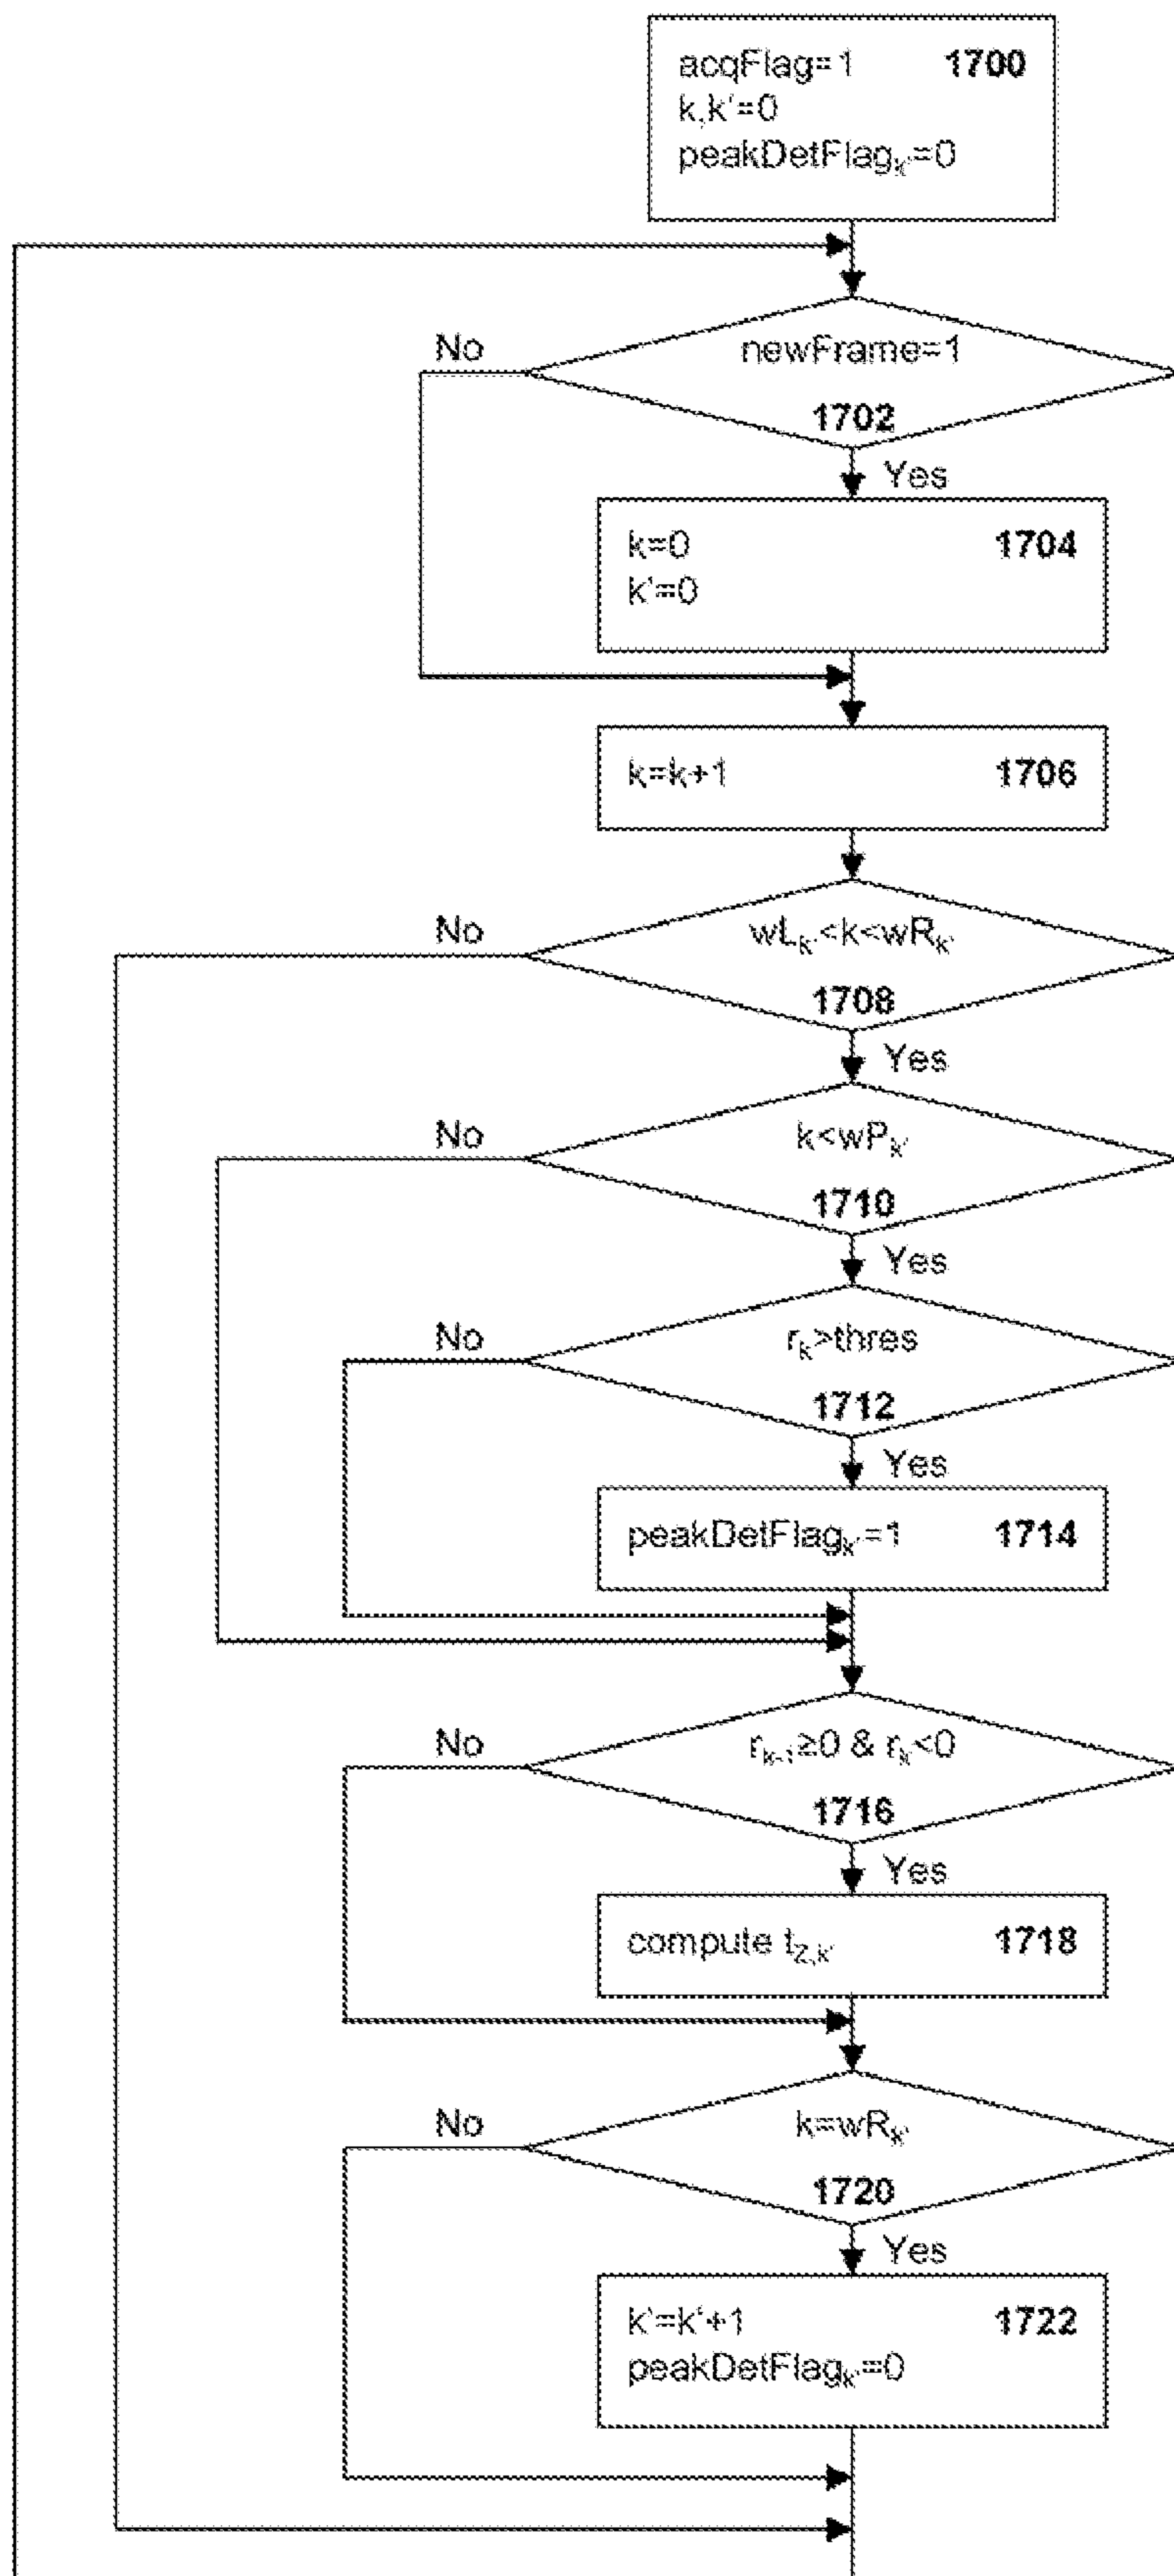 acqFlag=1 1700
k,k'=0
peakDetFlagk'=0
No
newFrame=1
1702
Yes
k=0 1704
k'=0
k=k+1 1706
No
wLk'<k<wRk'
1708
Yes
No
k<wPk'
1710
Yes
No
rk>thres
1712
Yes
peakDetFlagk'=1 1714
No
rk-1≥0 & rk<0
1716
Yes
compute t2,k' 1718
No
k=wRk'
1720
Yes
k'=k'+1 1722
peakDetFlagk'=0